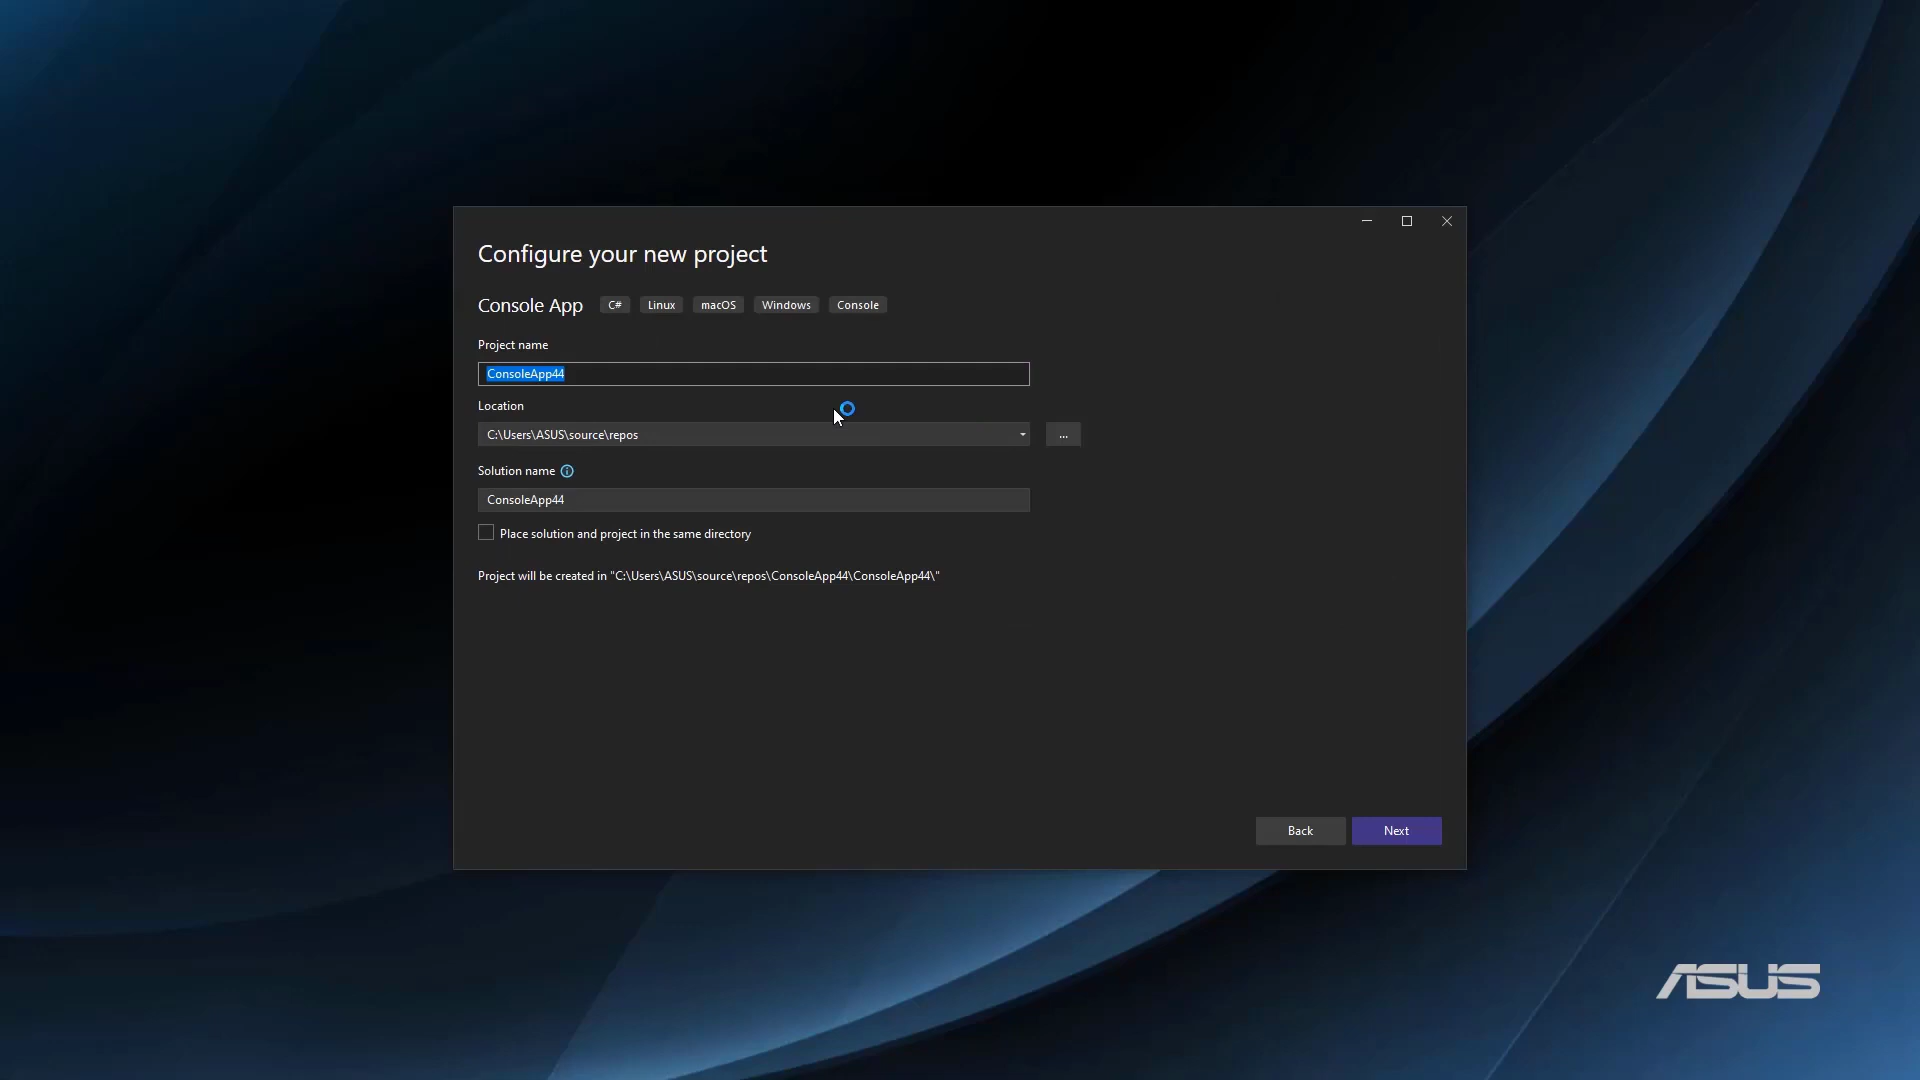 Configure your new project
Console App C# Linux macOS Windows Console
Project name
ConsoleApp44
Location
C:\Users\ASUS\source\repos ...
Solution name
ConsoleApp44
Place solution and project in the same directory
Project will be created in "C:\Users\ASUS\source\repos\ConsoleApp44\ConsoleApp44\"
Back Next
ASUS